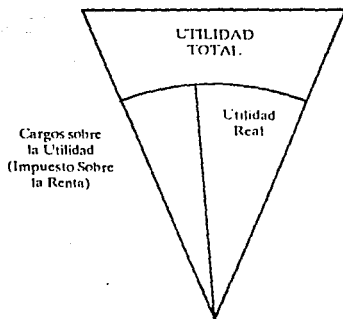 UTILIDAD
TOTAL
Utilidad
Real
Cargos sobre
la Utilidad
(Impuesto Sobre
la Renta)